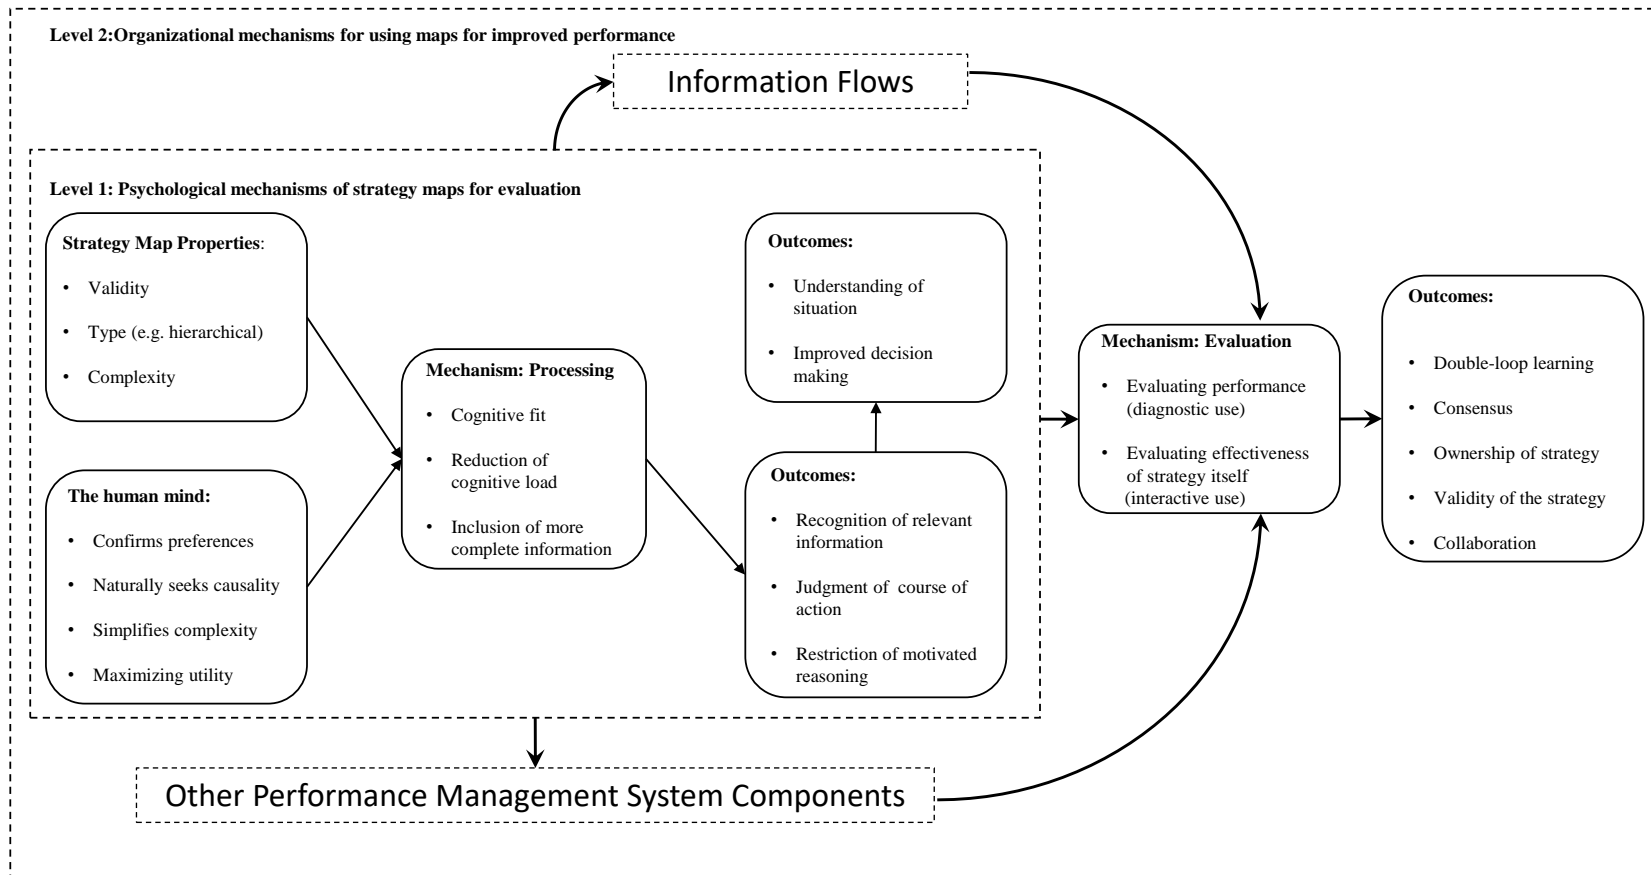 Level 2:Organizational mechanisms for using maps for improved performance
Information Flows
Level 1: Psychological mechanisms of strategy maps for evaluation
Strategy Map Properties:
• Validity
• Type (e.g. hierarchical)
• Complexity
The human mind:
• Confirms preferences
• Naturally seeks causality
• Simplifies complexity
• Maximizing utility
Mechanism: Processing
• Cognitive fit
• Reduction of
cognitive load
• Inclusion of more
complete information
Outcomes:
• Understanding of
situation
• Improved decision
making
Outcomes:
• Recognition of relevant
information
• Judgment of course of
action
• Restriction of motivated
reasoning
Mechanism: Evaluation
• Evaluating performance
(diagnostic use)
• Evaluating effectiveness
of strategy itself
(interactive use)
Outcomes:
• Double-loop learning
• Consensus
• Ownership of strategy
• Validity of the strategy
• Collaboration
Other Performance Management System Components